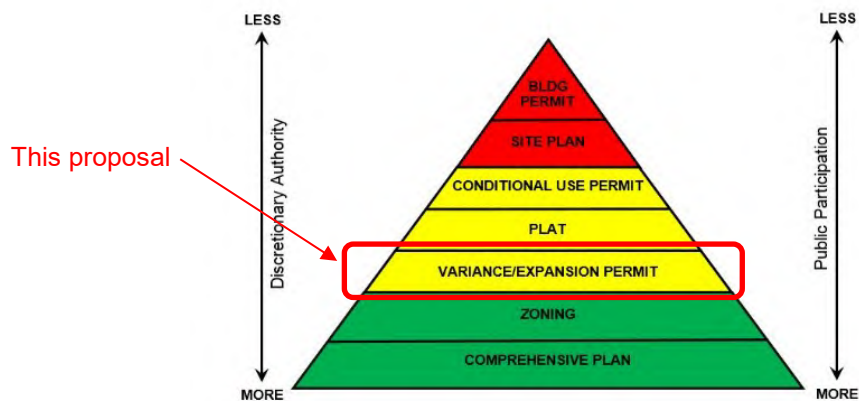 LESS
LESS
BLDG
PERMIT
SITE PLAN
This proposal
Discretionary Authority
Public Participation
CONDITIONAL USE PERMIT
PLAT
VARIANCE/EXPANSION PERMIT
ZONING
COMPREHENSIVE PLAN
MORE
MORE